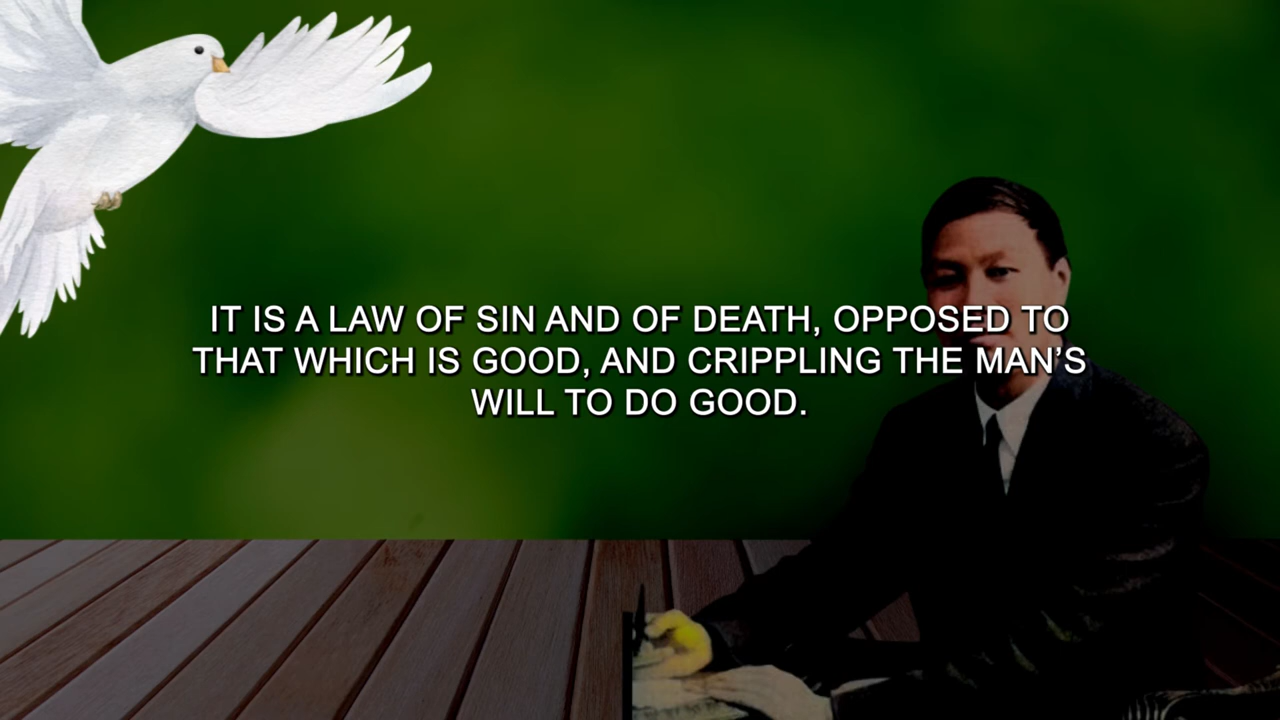 IT IS A LAW OF SIN AND OF DEATH, OPPOSED TO
THAT WHICH IS GOOD, AND CRIPPLING THE MAN’S
WILL TO DO GOOD.